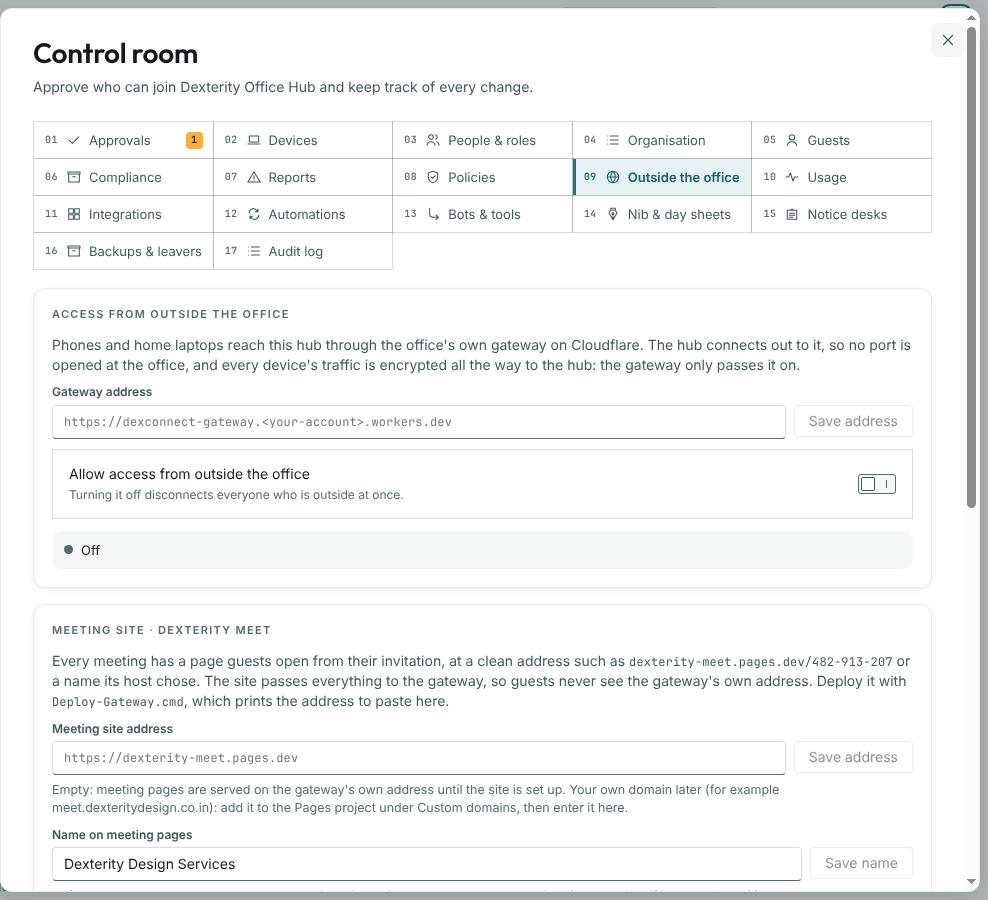 Control room
Approve who can join Dexterity Office Hub and keep track of every change.
01 Approvals 1
02 Devices
03 People & roles
04 Organisation
05 Guests
06 Compliance
07 Reports
08 Policies
09 Outside the office
10 Usage
11 Integrations
12 Automations
13 Bots & tools
14 Nib & day sheets
15 Notice desks
16 Backups & leavers
17 Audit log
ACCESS FROM OUTSIDE THE OFFICE
Phones and home laptops reach this hub through the office's own gateway on Cloudflare. The hub connects out to it, so no port is
opened at the office, and every device's traffic is encrypted all the way to the hub: the gateway only passes it on.
Gateway address
https://dexconnect-gateway.<your-account>.workers.dev
Save address
Allow access from outside the office
Turning it off disconnects everyone who is outside at once.
Off
MEETING SITE · DEXTERITY MEET
Every meeting has a page guests open from their invitation, at a clean address such as dexterity-meet.pages.dev/482-913-207 or
a name its host chose. The site passes everything to the gateway, so guests never see the gateway's own address. Deploy it with
Deploy-Gateway.cmd, which prints the address to paste here.
Meeting site address
https://dexterity-meet.pages.dev
Save address
Empty: meeting pages are served on the gateway's own address until the site is set up. Your own domain later (for example
meet.dexteritydesign.co.in): add it to the Pages project under Custom domains, then enter it here.
Name on meeting pages
Dexterity Design Services
Save name